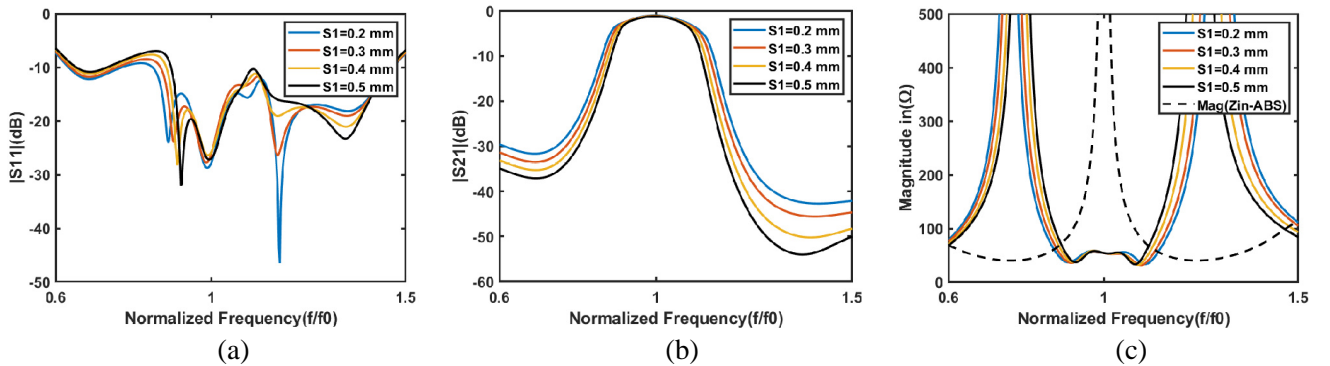 |S11|(dB)
0
-10
-20
-30
-40
-50
0.6
1
1.5
S1=0.2 mm
S1=0.3 mm
S1=0.4 mm
S1=0.5 mm
Normalized Frequency(f/f0)
(a)
|S21|(dB)
0
-10
-20
-30
-40
-50
-60
0.6
1
1.5
S1=0.2 mm
S1=0.3 mm
S1=0.4 mm
S1=0.5 mm
Normalized Frequency(f/f0)
(b)
Magnitude in(Ω)
500
400
300
200
100
0
0.6
1
1.5
S1=0.2 mm
S1=0.3 mm
S1=0.4 mm
S1=0.5 mm
Mag(Zin-ABS)
Normalized Frequency(f/f0)
(c)